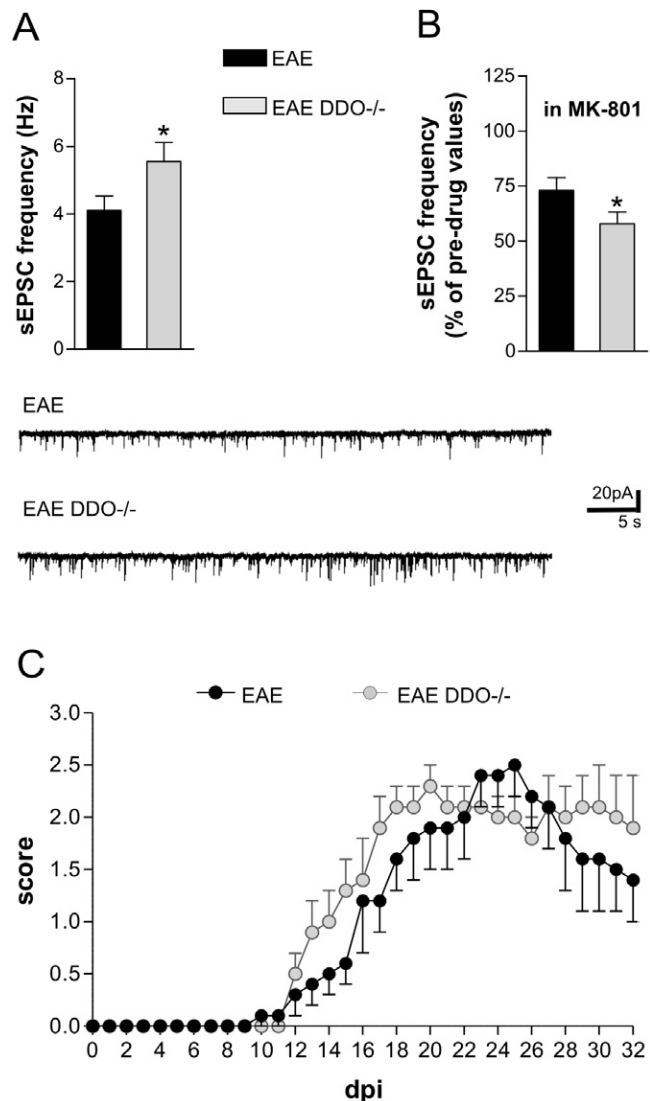 A
EAE
EAE DDO-/-
sEPSC frequency (Hz)
8
6
4
2
0
*
B
sEPSC frequency
(% of pre-drug values)
125
100
75
50
25
0
in MK-801
*
EAE
EAE DDO-/-
20pA
5 s
C
EAE
EAE DDO-/-
score
3.0
2.5
2.0
1.5
1.0
0.5
0.0
0 2 4 6 8 10 12 14 16 18 20 22 24 26 28 30 32
dpi